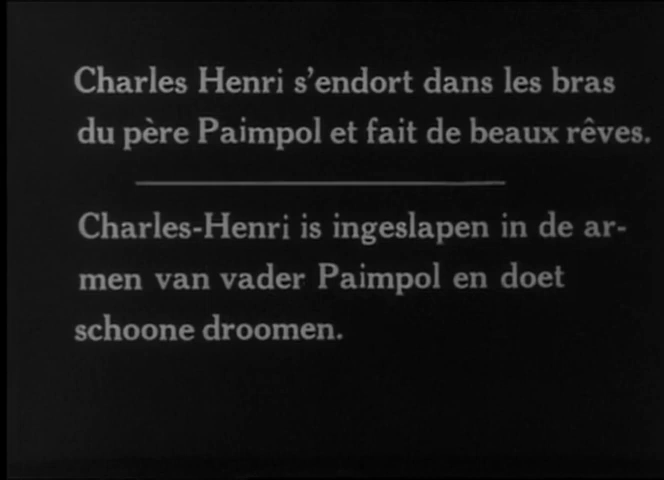 Charles Henri s’endort dans les bras
du père Paimpol et fait de beaux rêves.
Charles-Henri is ingeslapen in de ar-
men van vader Paimpol en doet
schoone droomen.